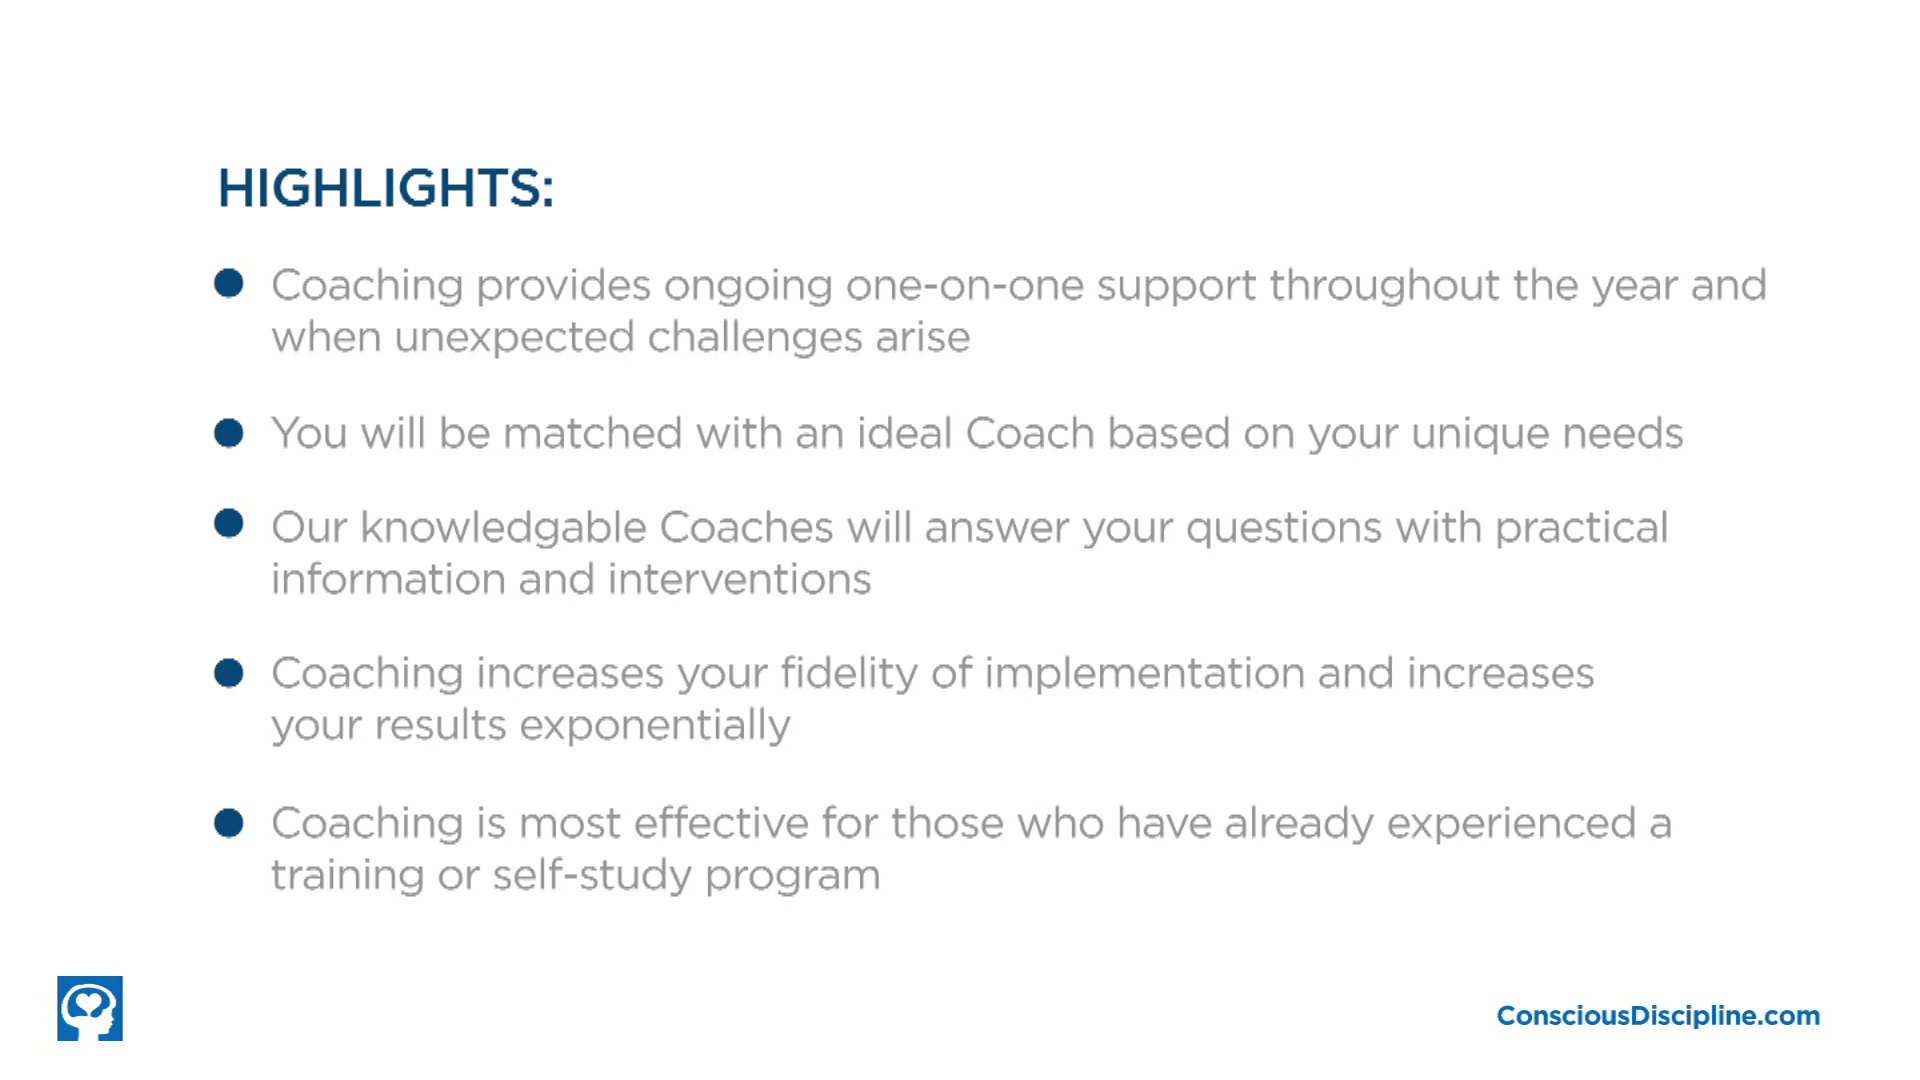 HIGHLIGHTS:
Coaching provides ongoing one-on-one support throughout the year and
when unexpected challenges arise
You will be matched with an ideal Coach based on your unique needs
Our knowledgable Coaches will answer your questions with practical
information and interventions
Coaching increases your fidelity of implementation and increases
your results exponentially
Coaching is most effective for those who have already experienced a
training or self-study program
ConsciousDiscipline.com